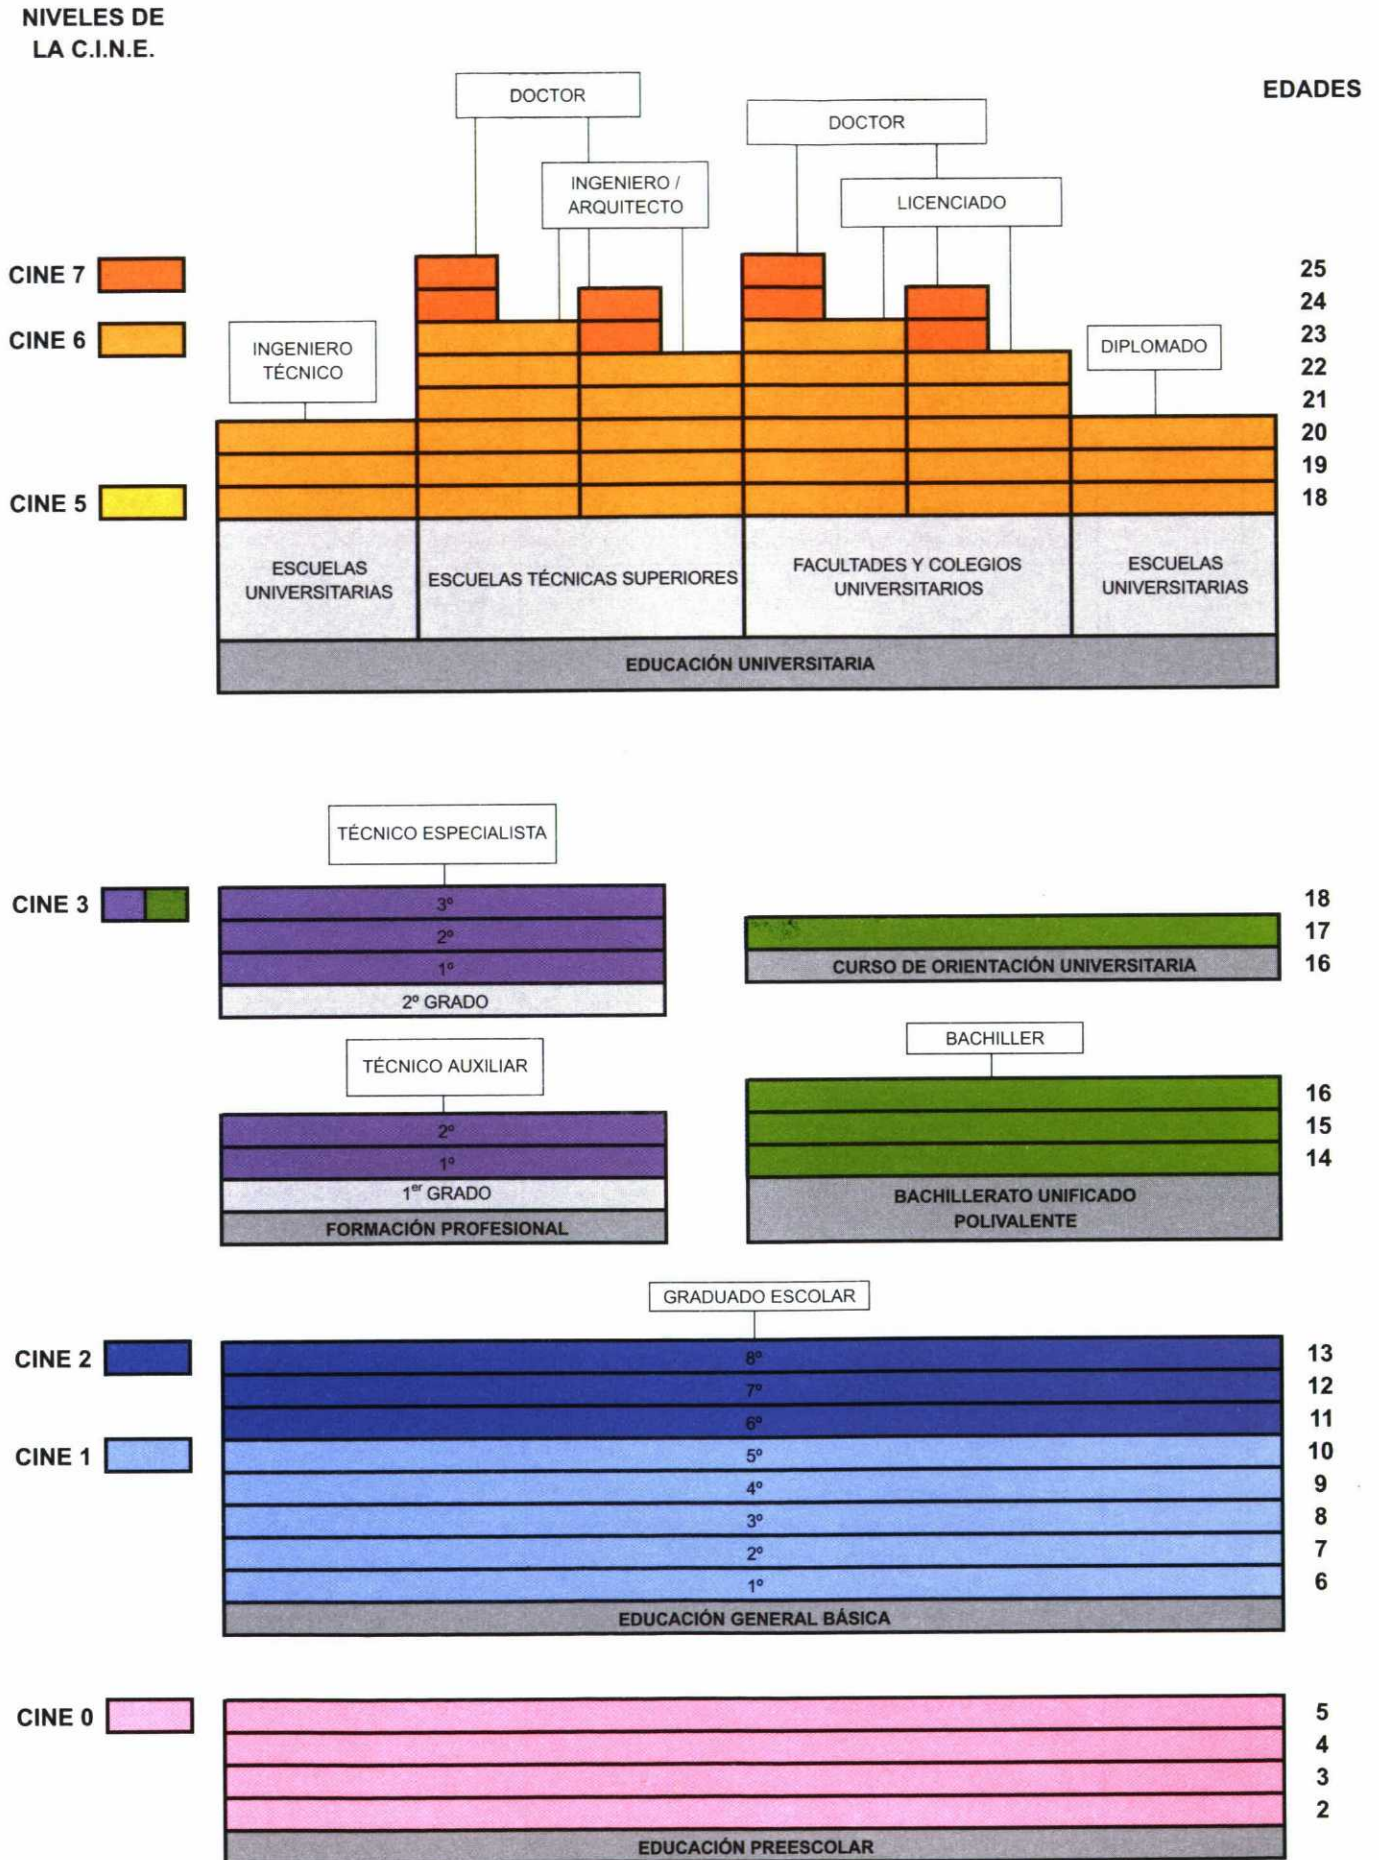 NIVELES DE
LA C.I.N.E.
EDADES
DOCTOR
DOCTOR
INGENIERO /
ARQUITECTO
LICENCIADO
CINE 7
25
24
CINE 6
23
INGENIERO
TÉCNICO
DIPLOMADO
22
21
20
19
CINE 5
18
ESCUELAS
UNIVERSITARIAS
ESCUELAS TÉCNICAS SUPERIORES
FACULTADES Y COLEGIOS
UNIVERSITARIOS
ESCUELAS
UNIVERSITARIAS
EDUCACIÓN UNIVERSITARIA
TÉCNICO ESPECIALISTA
CINE 3
3º
18
2º
17
1º
CURSO DE ORIENTACIÓN UNIVERSITARIA
16
2º GRADO
BACHILLER
TÉCNICO AUXILIAR
16
2º
15
1º
14
1er GRADO
BACHILLERATO UNIFICADO
POLIVALENTE
FORMACIÓN PROFESIONAL
GRADUADO ESCOLAR
CINE 2
8º
13
7º
12
6º
11
CINE 1
5º
10
4º
9
3º
8
2º
7
1º
6
EDUCACIÓN GENERAL BÁSICA
CINE 0
5
4
3
2
EDUCACIÓN PREESCOLAR